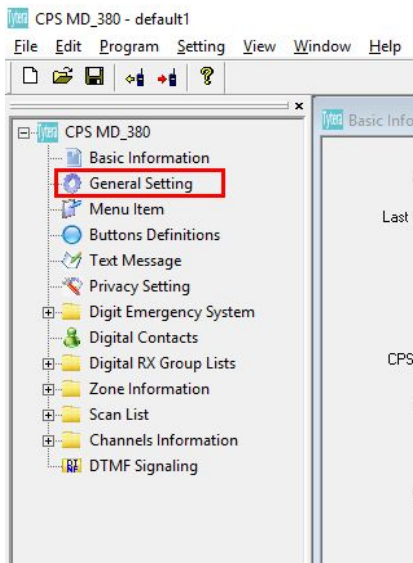 Tytera CPS MD_380 - default1
File Edit Program Setting View Window Help
CPS MD_380
Basic Information
General Setting
Menu Item
Buttons Definitions
Text Message
Privacy Setting
Digit Emergency System
Digital Contacts
Digital RX Group Lists
Zone Information
Scan List
Channels Information
DTMF Signaling
Tytera Basic Info
Last
CPS